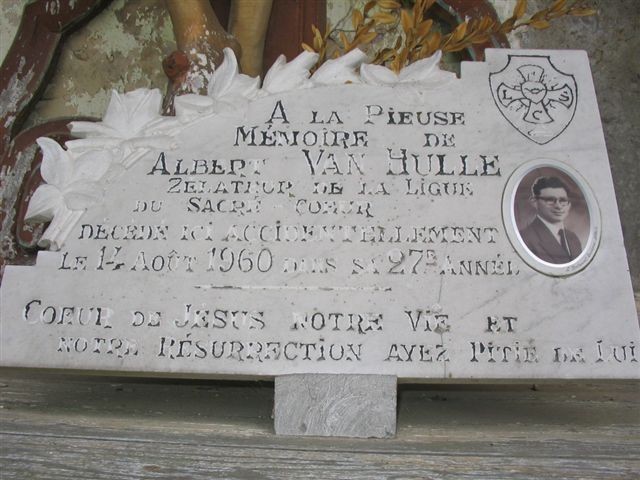 A LA PIEUSE
MÉMOIRE DE
ALBERT VAN HULLE
ZÉLATEUR DE LA LIGUE
DU SACRÉ-COEUR
DÉCÉDÉ ICI ACCIDENTELLEMENT
LE 14 AOÛT 1960 DANS SA 27E ANNÉE
COEUR DE JÉSUS NOTRE VIE ET
NOTRE RÉSURRECTION AYEZ PITIÉ DE LUI